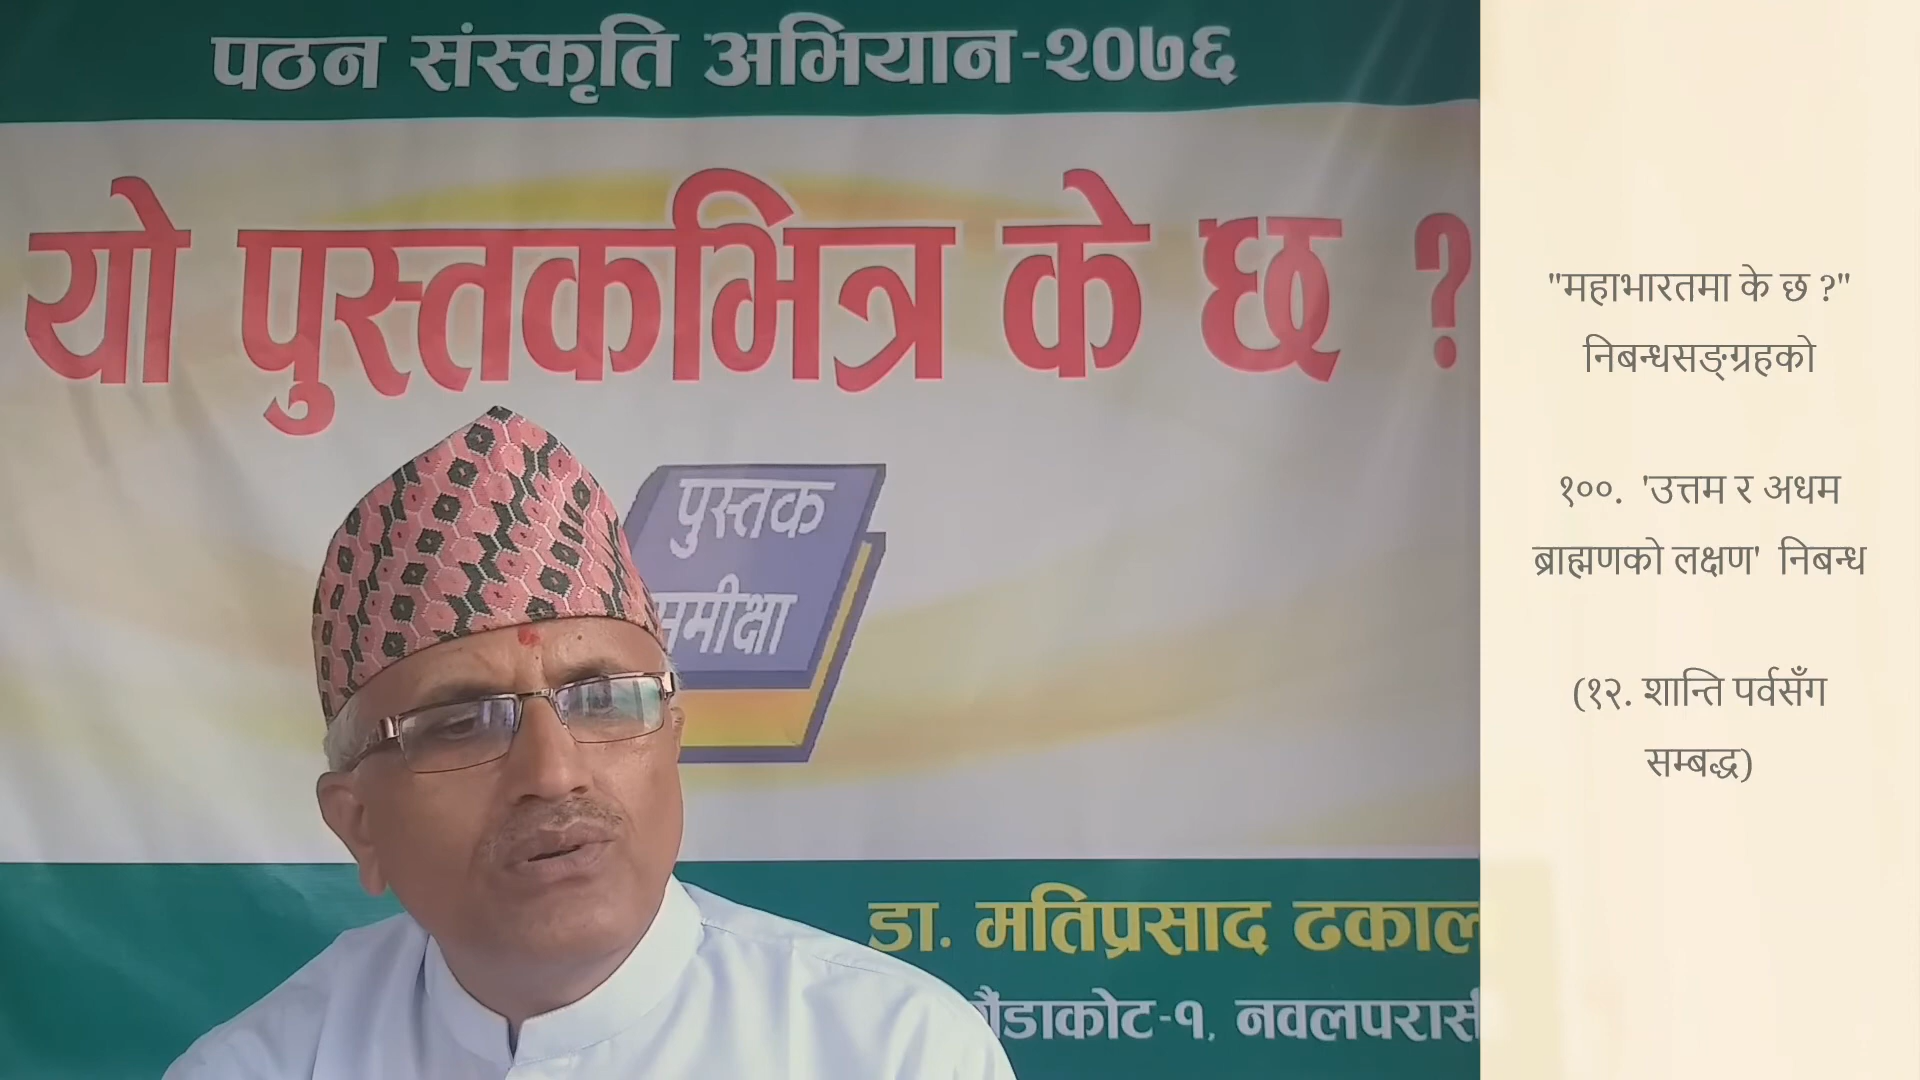 पठन संस्कृति अभियान-२०७६
यो पुस्तकभित्र के छ ?
पुस्तक
समीक्षा
डा. मतिप्रसाद ढकाल
नवलपरासी
"महाभारतमा के छ ?"
निबन्धसङ्ग्रहको
१००. 'उत्तम र अधम
ब्राह्मणको लक्षण' निबन्ध
(१२. शान्ति पर्वसँग
सम्बद्ध)